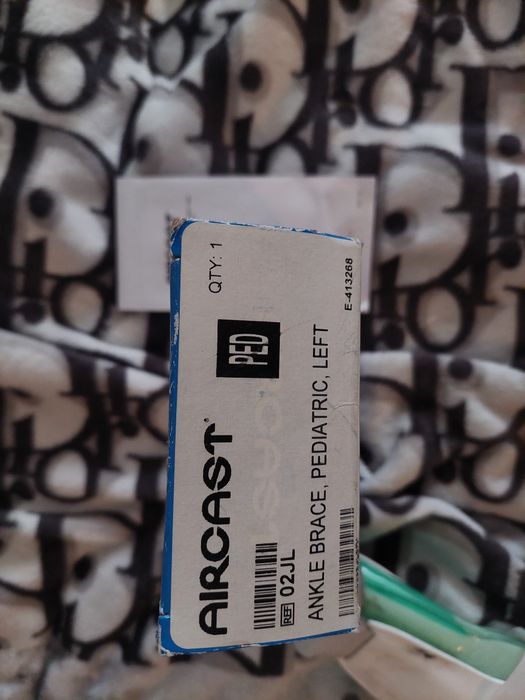 AIRCAST®
QTY: 1
PED
REF 02JL
ANKLE BRACE, PEDIATRIC, LEFT
E-413268